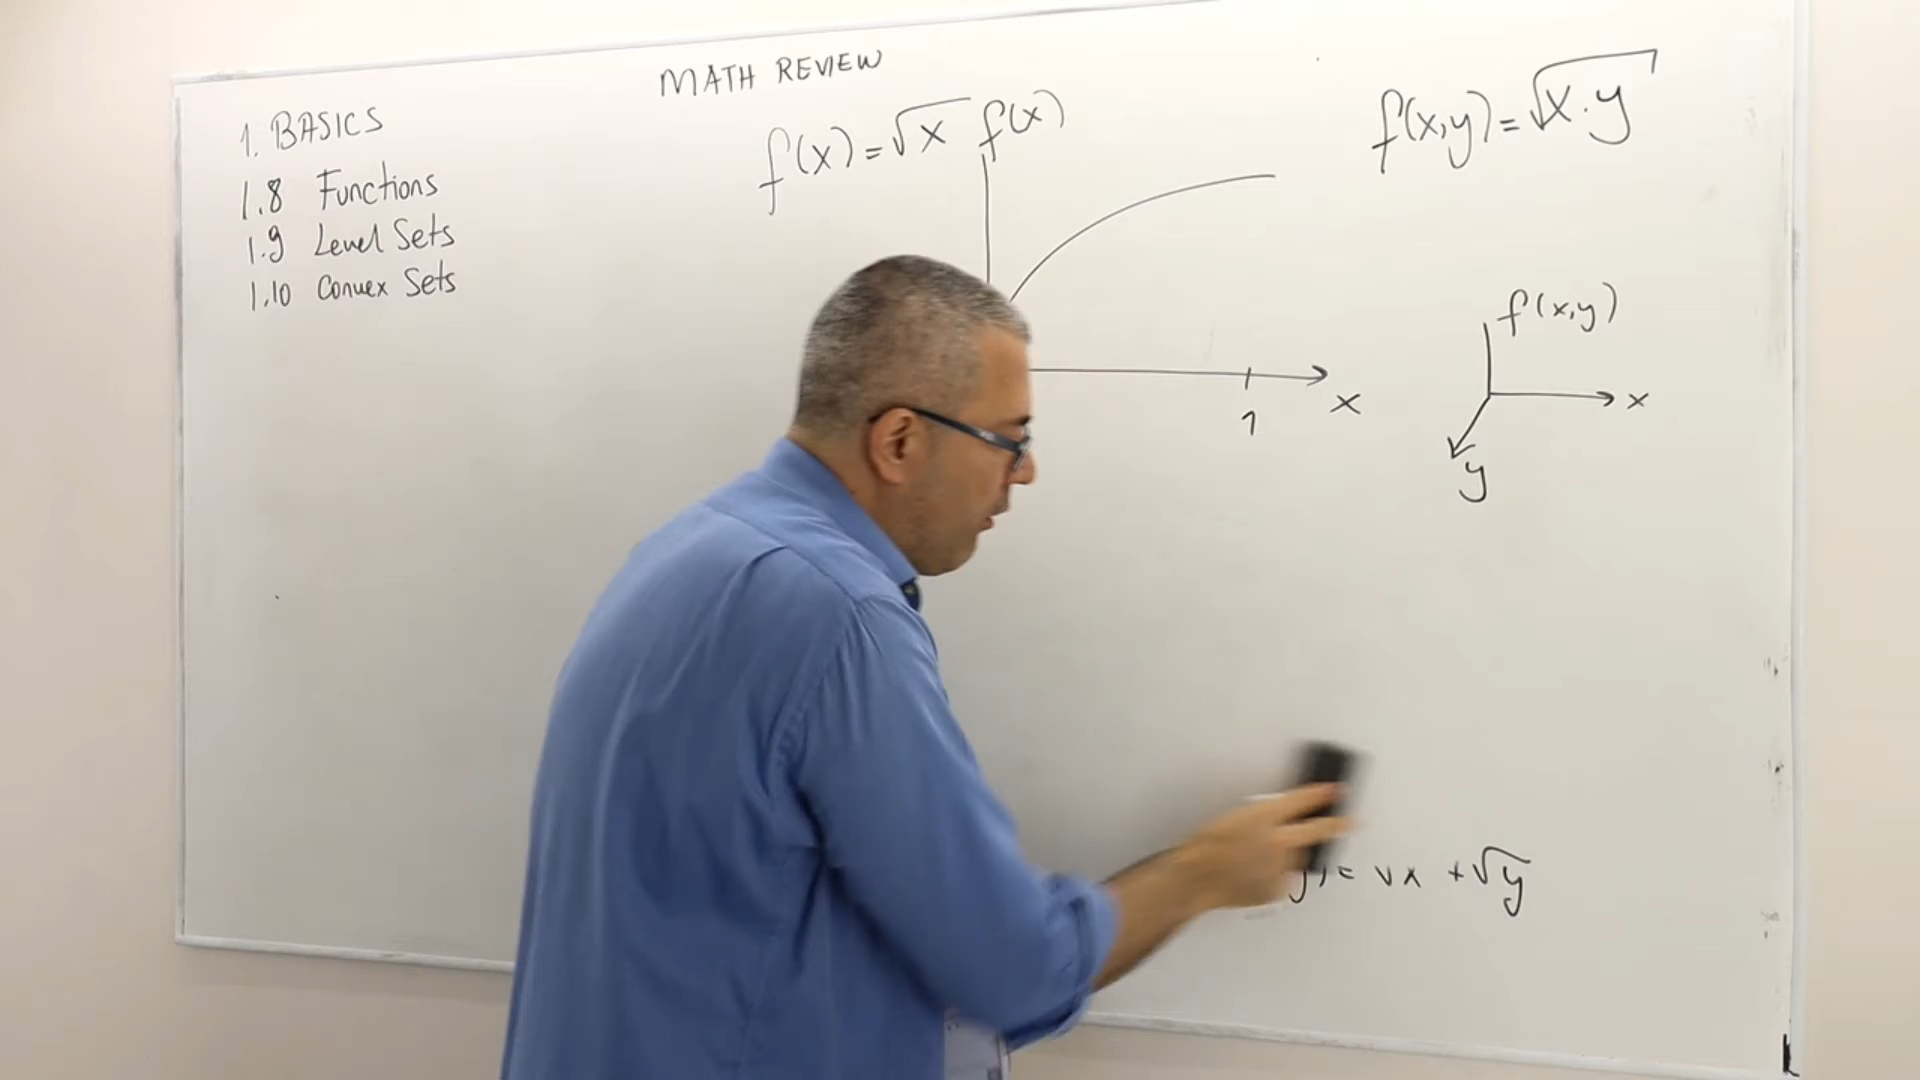 MATH REVIEW
1. BASICS
1.8 Functions
1.9 Level Sets
1.10 Convex Sets
f(x)=√x
f(x)
1
x
f(x,y)=√x·y
f(x,y)
x
y
y)= √x +√y